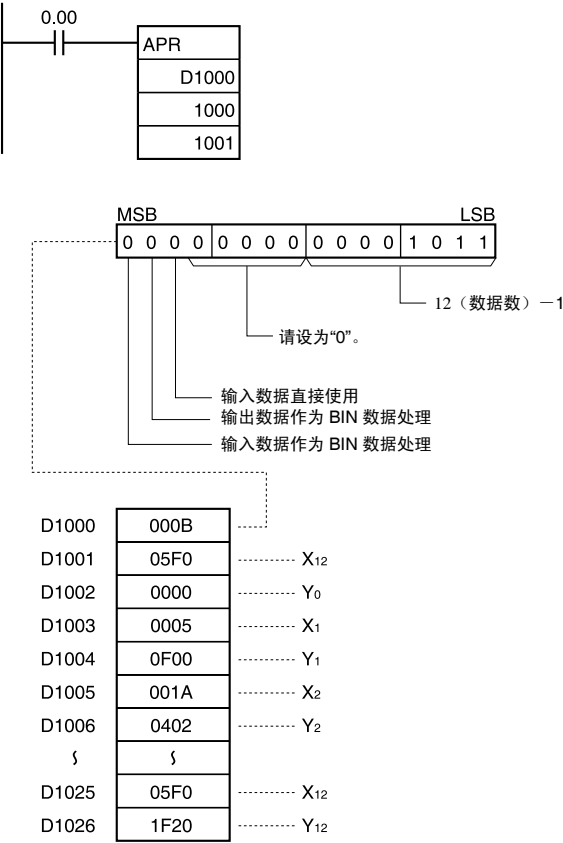 0.00
APR
D1000
1000
1001
MSB LSB
0 0 0 0 0 0 0 0 0 0 0 0 1 0 1 1
12（数据数）－1
请设为“0”。
输入数据直接使用
输出数据作为 BIN 数据处理
输入数据作为 BIN 数据处理
D1000 000B
D1001 05F0 X12
D1002 0000 Y0
D1003 0005 X1
D1004 0F00 Y1
D1005 001A X2
D1006 0402 Y2
D1025 05F0 X12
D1026 1F20 Y12